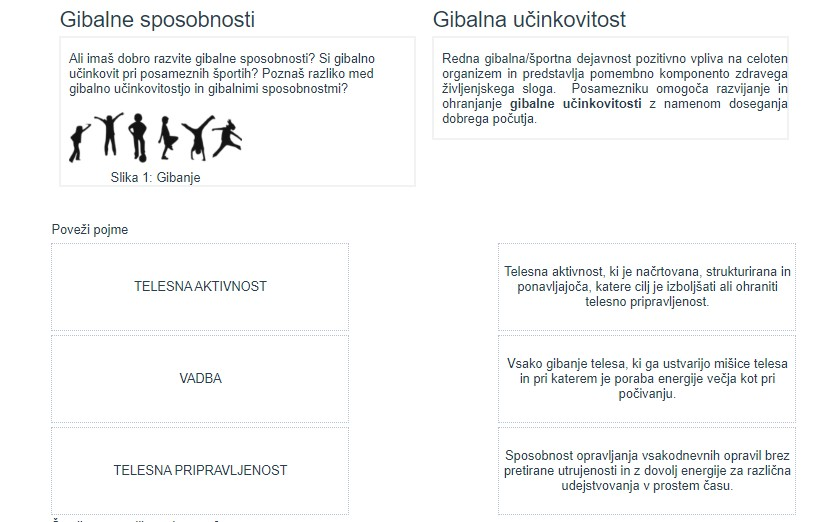 Gibalne sposobnosti
Ali imaš dobro razvite gibalne sposobnosti? Si gibalno
učinkovit pri posameznih športih? Poznaš razliko med
gibalno učinkovitostjo in gibalnimi sposobnostmi?
Slika 1: Gibanje
Gibalna učinkovitost
Redna gibalna/športna dejavnost pozitivno vpliva na celoten
organizem in predstavlja pomembno komponento zdravega
življenjskega sloga. Posamezniku omogoča razvijanje in
ohranjanje gibalne učinkovitosti z namenom doseganja
dobrega počutja.
Poveži pojme
TELESNA AKTIVNOST
Telesna aktivnost, ki je načrtovana, strukturirana in
ponavljajoča, katere cilj je izboljšati ali ohraniti
telesno pripravljenost.
VADBA
Vsako gibanje telesa, ki ga ustvarijo mišice telesa
in pri katerem je poraba energije večja kot pri
počivanju.
TELESNA PRIPRAVLJENOST
Sposobnost opravljanja vsakodnevnih opravil brez
pretirane utrujenosti in z dovolj energije za različna
udejstvovanja v prostem času.